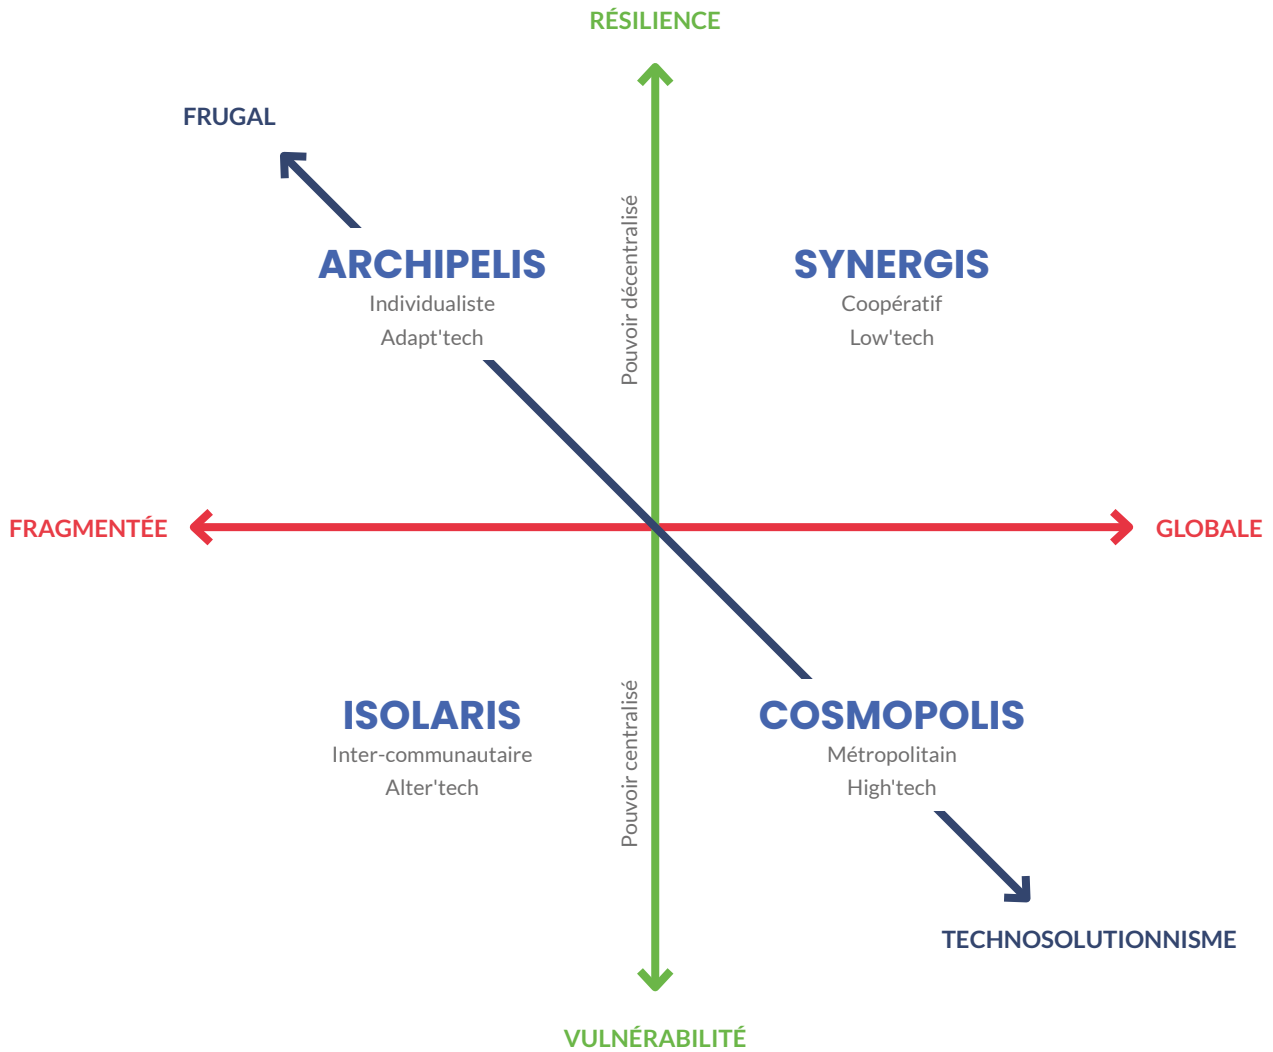 RÉSILIENCE
FRUGAL
Pouvoir décentralisé
ARCHIPELIS
Individualiste
Adapt'tech
SYNERGIS
Coopératif
Low'tech
FRAGMENTÉE
GLOBALE
Pouvoir centralisé
ISOLARIS
Inter-communautaire
Alter'tech
COSMOPOLIS
Métropolitain
High'tech
TECHNOSOLUTIONNISME
VULNÉRABILITÉ